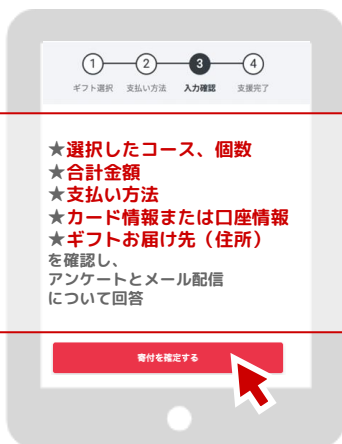 1 2 3 4
ギフト選択 支払い方法 入力確認 支援完了
★選択したコース、個数
★合計金額
★支払い方法
★カード情報または口座情報
★ギフトお届け先（住所）
を確認し、
アンケートとメール配信
について回答
寄付を確定する